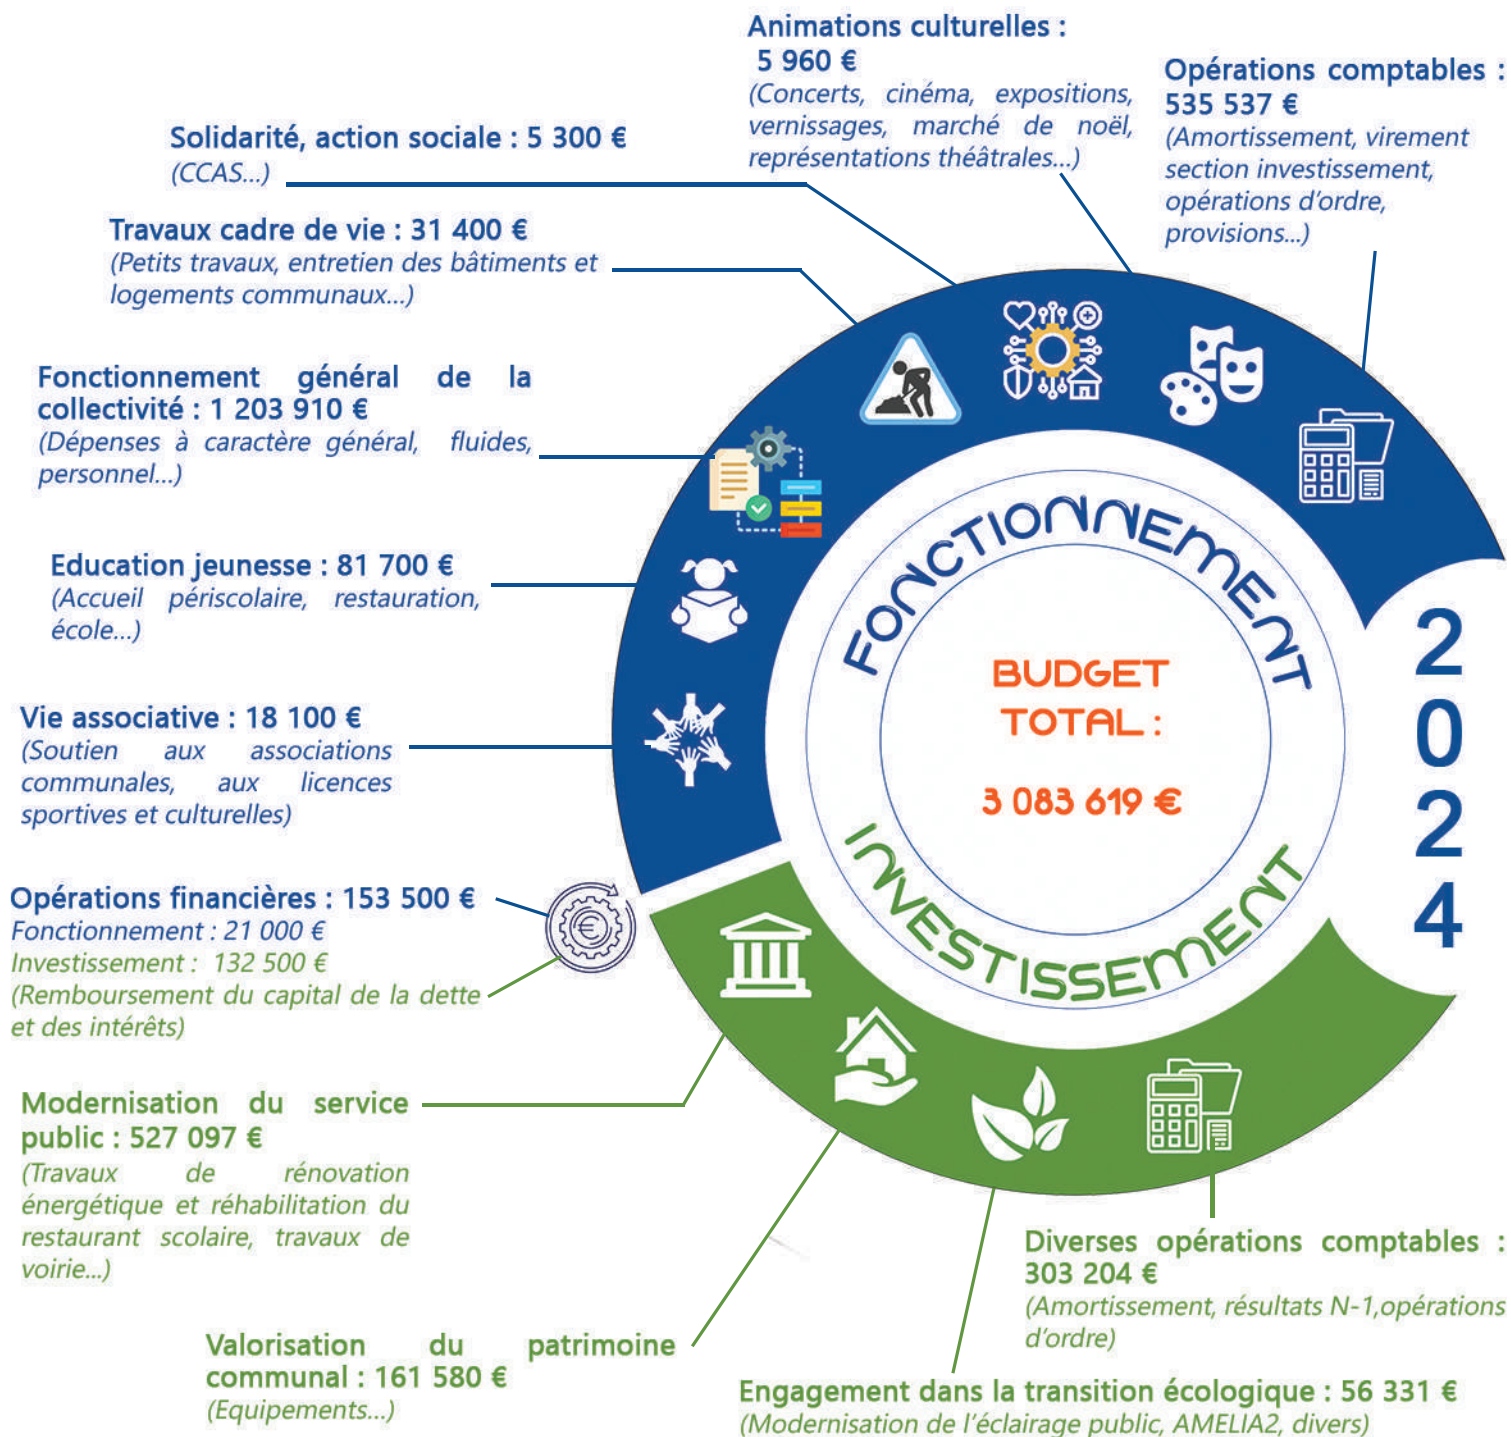 Animations culturelles :
5 960 €
(Concerts, cinéma, expositions,
vernissages, marché de noël,
représentations théâtrales...)
Opérations comptables :
535 537 €
(Amortissement, virement
section investissement,
opérations d'ordre,
provisions...)
Solidarité, action sociale : 5 300 €
(CCAS...)
Travaux cadre de vie : 31 400 €
(Petits travaux, entretien des bâtiments et
logements communaux...)
Fonctionnement général de la
collectivité : 1 203 910 €
(Dépenses à caractère général, fluides,
personnel...)
Education jeunesse : 81 700 €
(Accueil périscolaire, restauration,
école...)
Vie associative : 18 100 €
(Soutien aux associations
communales, aux licences
sportives et culturelles)
Opérations financières : 153 500 €
Fonctionnement : 21 000 €
Investissement : 132 500 €
(Remboursement du capital de la dette
et des intérêts)
FONCTIONNEMENT
BUDGET
TOTAL :
3 083 619 €
INVESTISSEMENT
2024
Modernisation du service
public : 527 097 €
(Travaux de rénovation
énergétique et réhabilitation du
restaurant scolaire, travaux de
voirie...)
Valorisation du patrimoine
communal : 161 580 €
(Equipements...)
Diverses opérations comptables :
303 204 €
(Amortissement, résultats N-1,opérations
d'ordre)
Engagement dans la transition écologique : 56 331 €
(Modernisation de l'éclairage public, AMELIA2, divers)